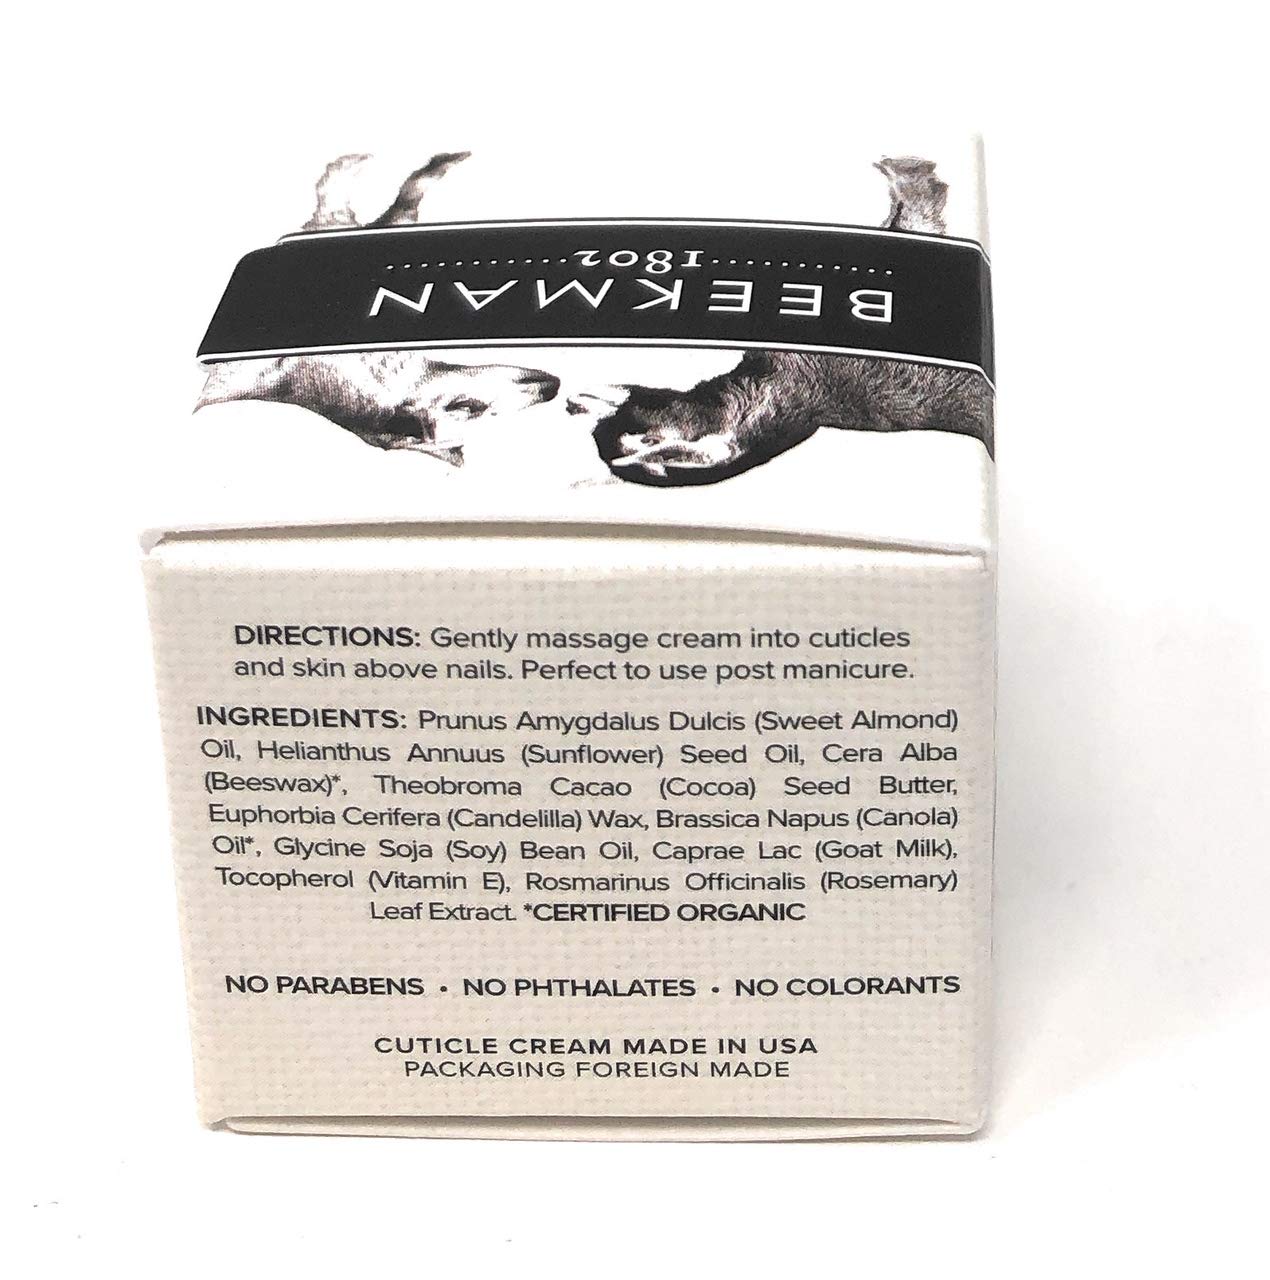 BEEKMAN
1802
DIRECTIONS: Gently massage cream into cuticles
and skin above nails. Perfect to use post manicure.
INGREDIENTS: Prunus Amygdalus Dulcis (Sweet Almond)
Oil, Helianthus Annuus (Sunflower) Seed Oil, Cera Alba
(Beeswax)*, Theobroma Cacao (Cocoa) Seed Butter,
Euphorbia Cerifera (Candelilla) Wax, Brassica Napus (Canola)
Oil*, Glycine Soja (Soy) Bean Oil, Caprae Lac (Goat Milk),
Tocopherol (Vitamin E), Rosmarinus Officinalis (Rosemary)
Leaf Extract. *CERTIFIED ORGANIC
NO PARABENS • NO PHTHALATES • NO COLORANTS
CUTICLE CREAM MADE IN USA
PACKAGING FOREIGN MADE